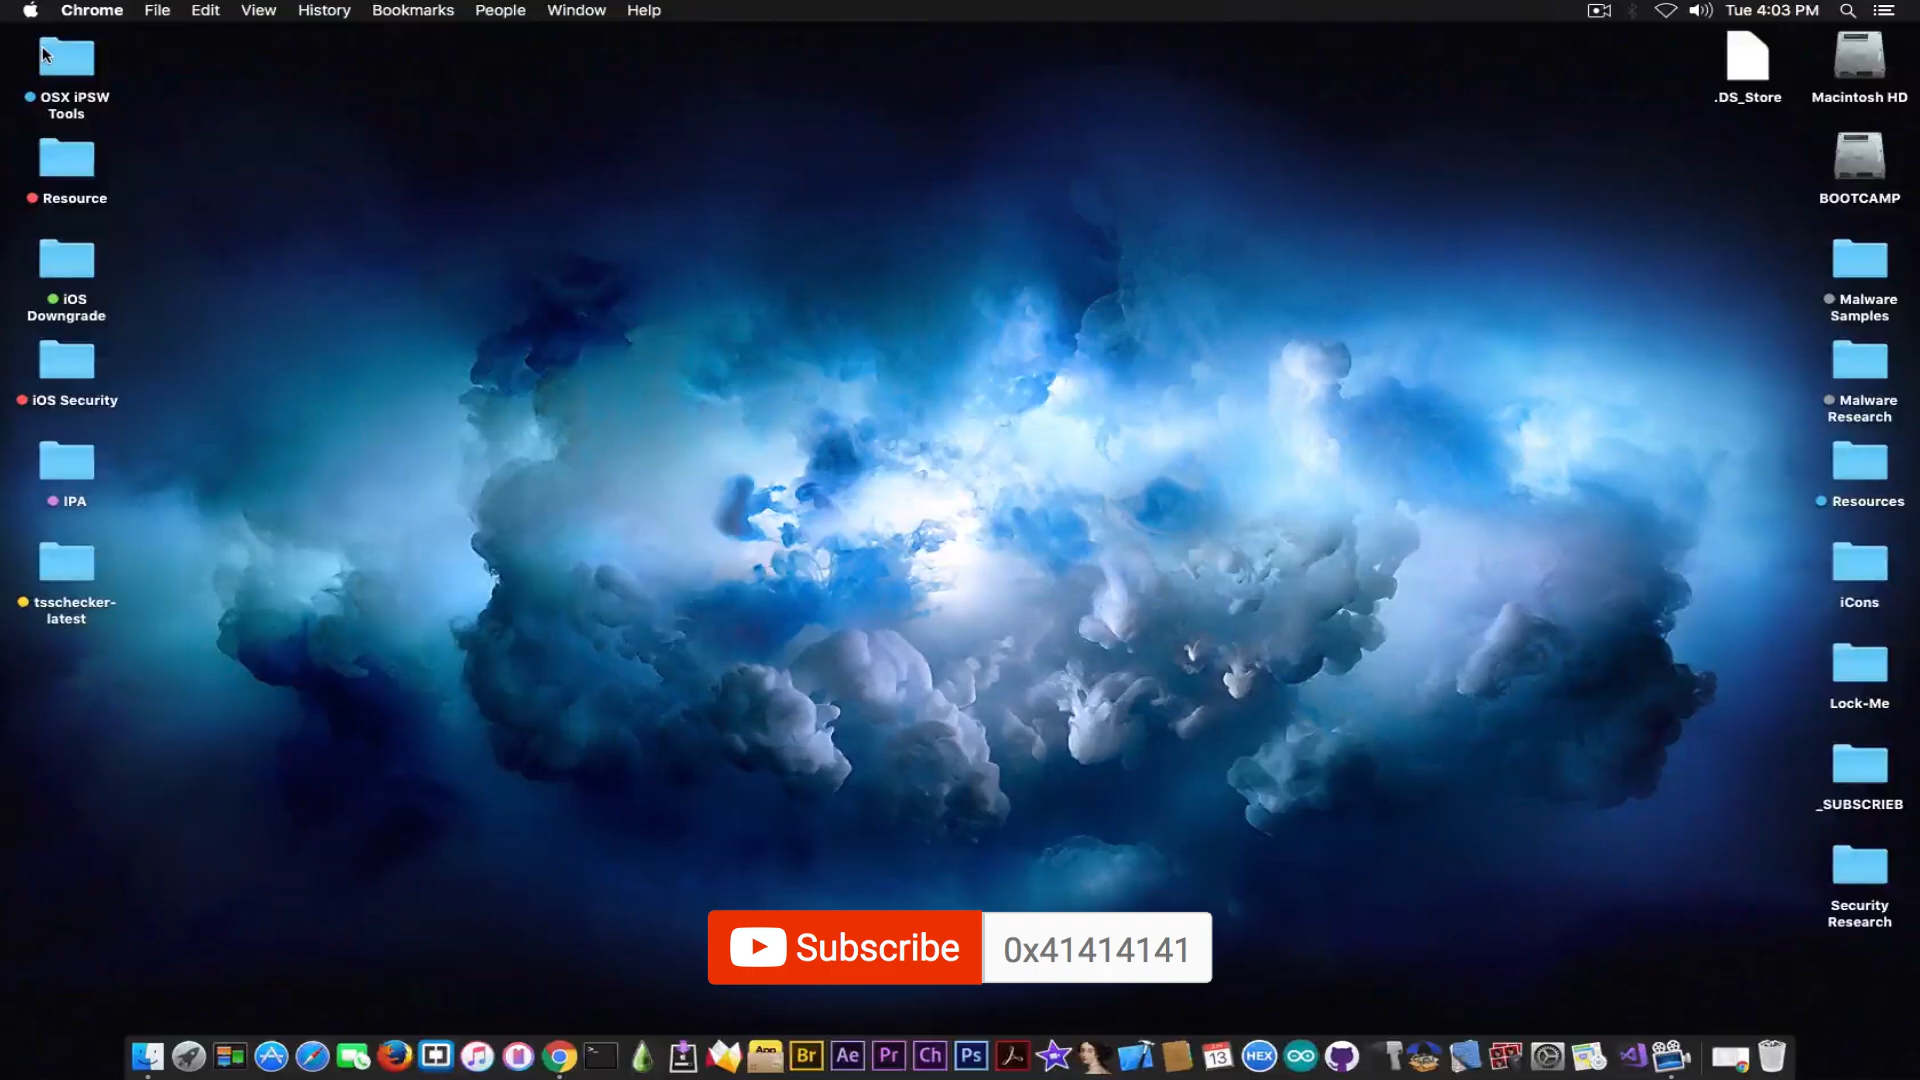 Chrome File Edit View History Bookmarks People Window Help
Tue 4:03 PM
OSX iPSW
Tools
Resource
iOS
Downgrade
iOS Security
IPA
tsschecker-
latest
.DS_Store
Macintosh HD
BOOTCAMP
Malware
Samples
Malware
Research
Resources
iCons
Lock-Me
_SUBSCRIEB
Security
Research
Subscribe
0x41414141
App
Br
Ae
Pr
Ch
Ps
13
HEX